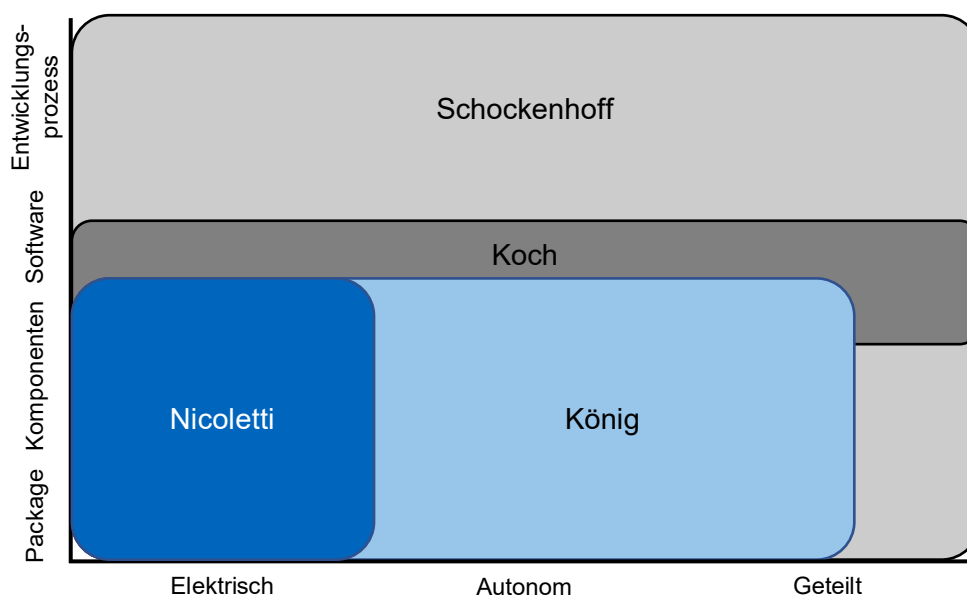 Entwicklungs-
prozess
Software
Komponenten
Package
Schockenhoff
Koch
Nicoletti
König
Elektrisch
Autonom
Geteilt